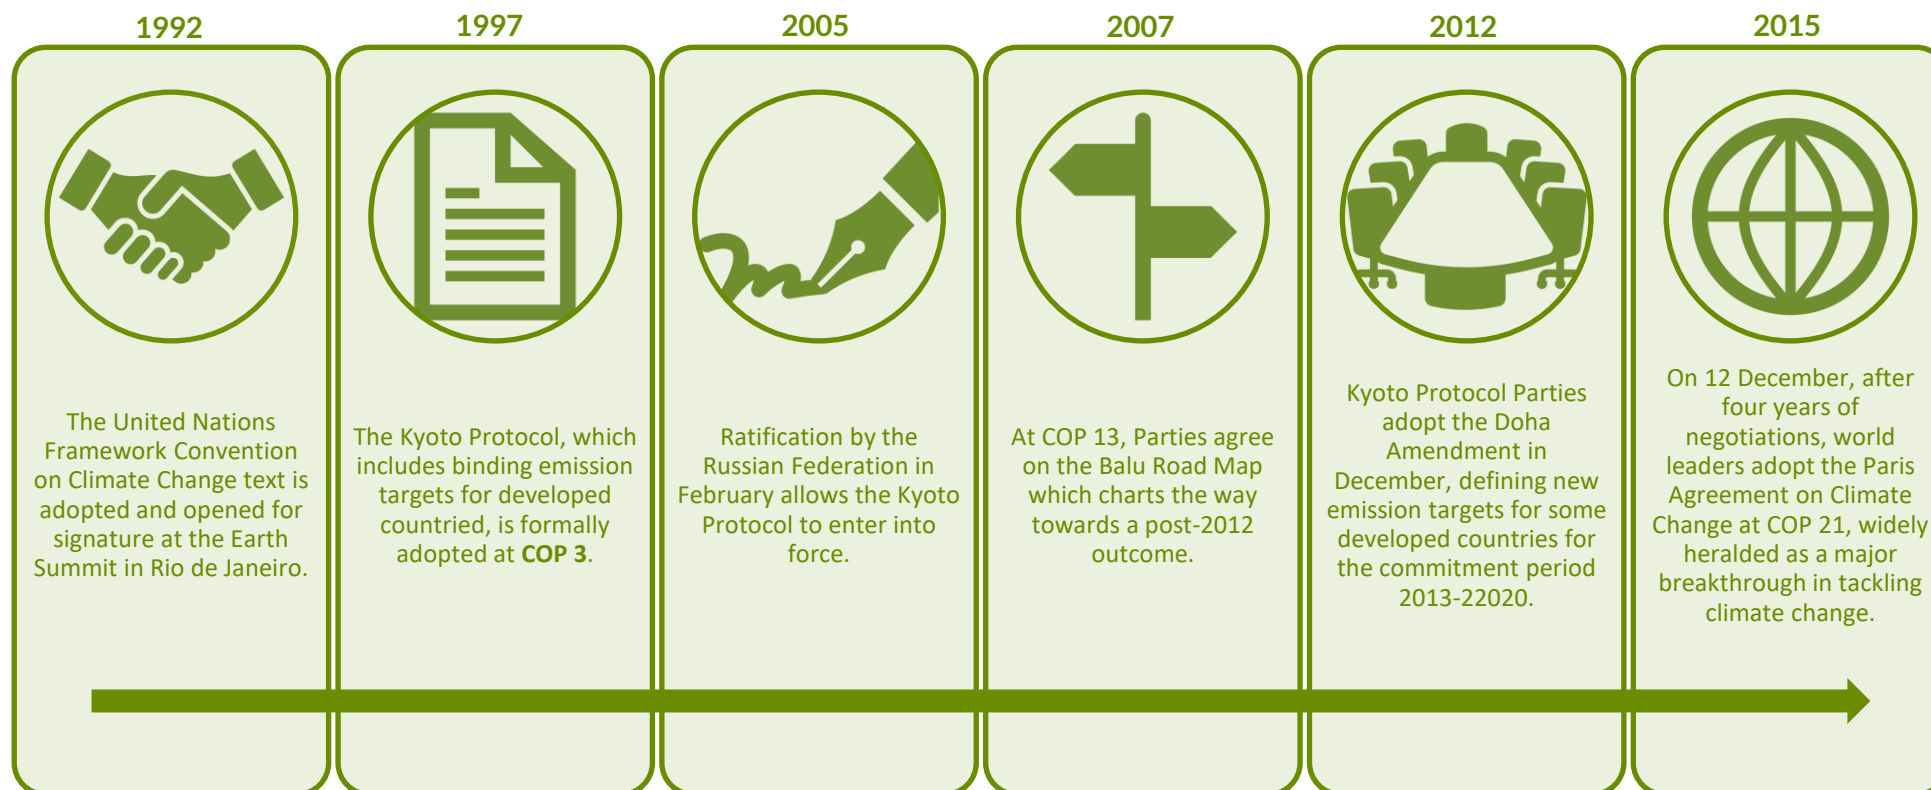 1992
The United Nations
Framework Convention
on Climate Change text is
adopted and opened for
signature at the Earth
Summit in Rio de Janeiro.
1997
The Kyoto Protocol, which
includes binding emission
targets for developed
countried, is formally
adopted at COP 3.
2005
Ratification by the
Russian Federation in
February allows the Kyoto
Protocol to enter into
force.
2007
At COP 13, Parties agree
on the Balu Road Map
which charts the way
towards a post-2012
outcome.
2012
Kyoto Protocol Parties
adopt the Doha
Amendment in
December, defining new
emission targets for some
developed countries for
the commitment period
2013-22020.
2015
On 12 December, after
four years of
negotiations, world
leaders adopt the Paris
Agreement on Climate
Change at COP 21, widely
heralded as a major
breakthrough in tackling
climate change.